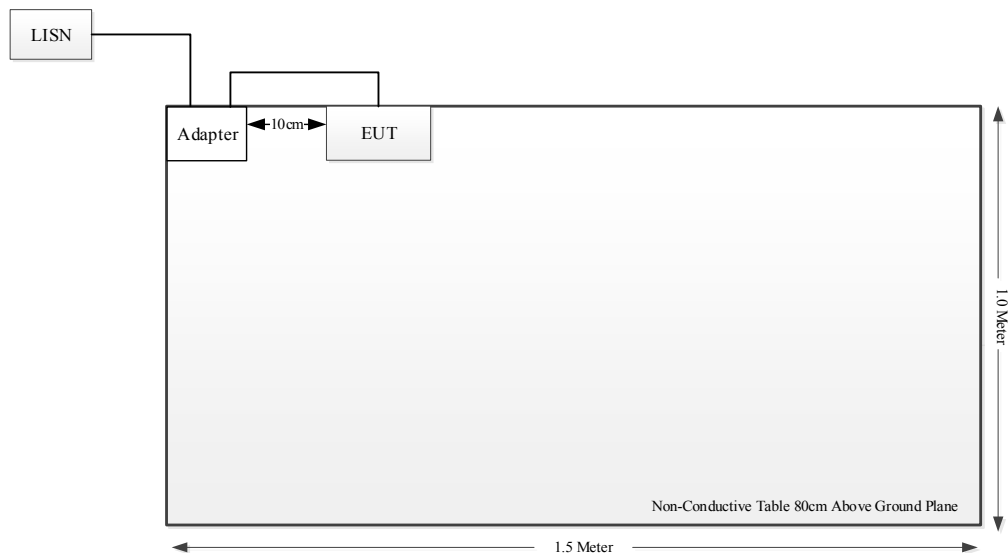 LISN
Adapter
10cm
EUT
1.0 Meter
Non-Conductive Table 80cm Above Ground Plane
1.5 Meter